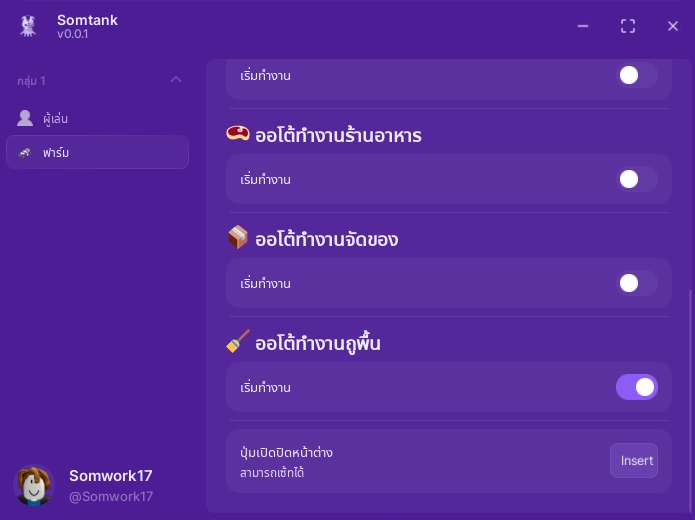 Somtank
v0.0.1
กลุ่ม 1
ผู้เล่น
ฟาร์ม
เริ่มทำงาน
ออโต้ทำงานร้านอาหาร
เริ่มทำงาน
ออโต้ทำงานจัดของ
เริ่มทำงาน
ออโต้ทำงานถูพื้น
เริ่มทำงาน
ปุ่มเปิดปิดหน้าต่าง
สามารถเซ้ทได้
Insert
Somwork17
@Somwork17